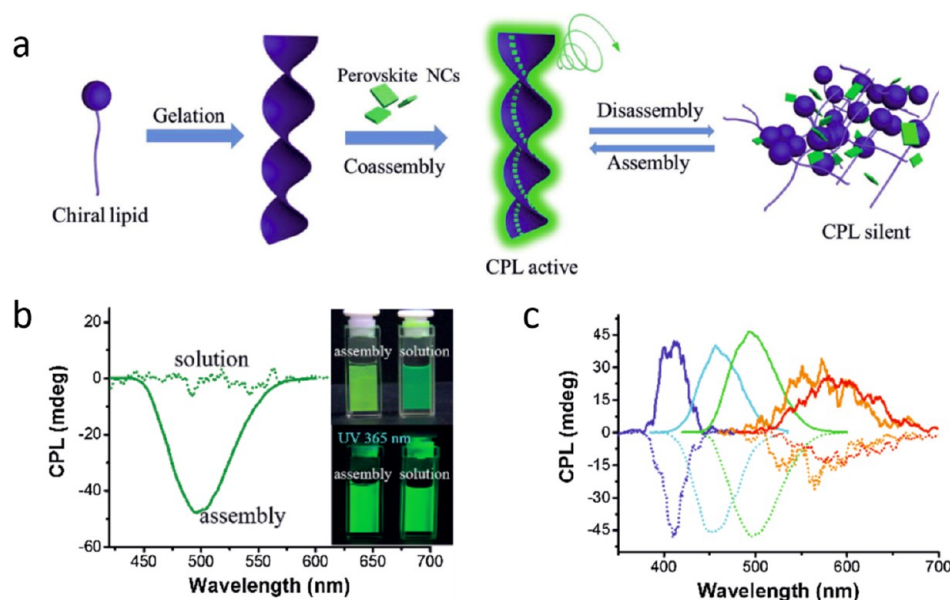 a
Chiral lipid
Gelation
Perovskite NCs
Coassembly
CPL active
Disassembly
Assembly
CPL silent
b
CPL (mdeg)
20
0
-20
-40
-60
solution
assembly
450 500 550 600 650 700
Wavelength (nm)
assembly solution
UV 365 nm
assembly solution
c
CPL (mdeg)
45
30
15
0
-15
-30
-45
400 500 600 700
Wavelength (nm)